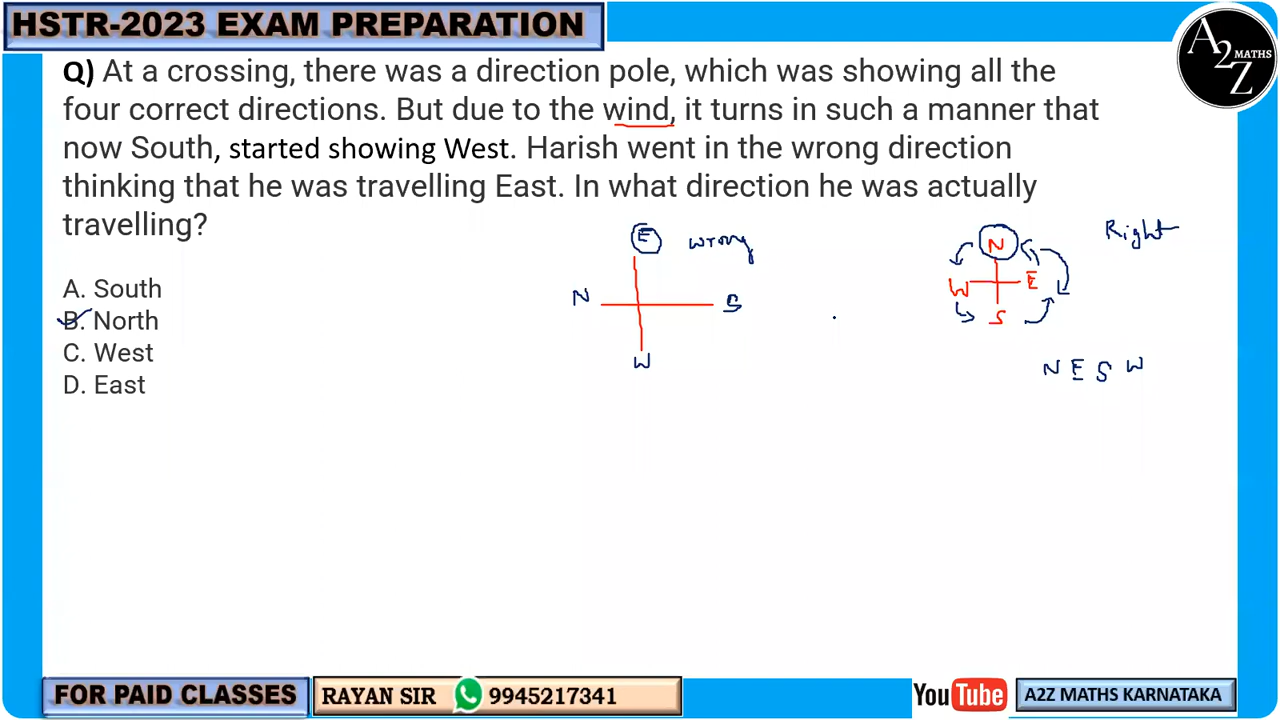 HSTR-2023 EXAM PREPARATION
A2Z MATHS
Q) At a crossing, there was a direction pole, which was showing all the
four correct directions. But due to the wind, it turns in such a manner that
now South, started showing West. Harish went in the wrong direction
thinking that he was travelling East. In what direction he was actually
travelling?
E wrong
N S
W
N Right
W E
S
N E S W
A. South
B. North
C. West
D. East
FOR PAID CLASSES RAYAN SIR 9945217341 YouTube A2Z MATHS KARNATAKA